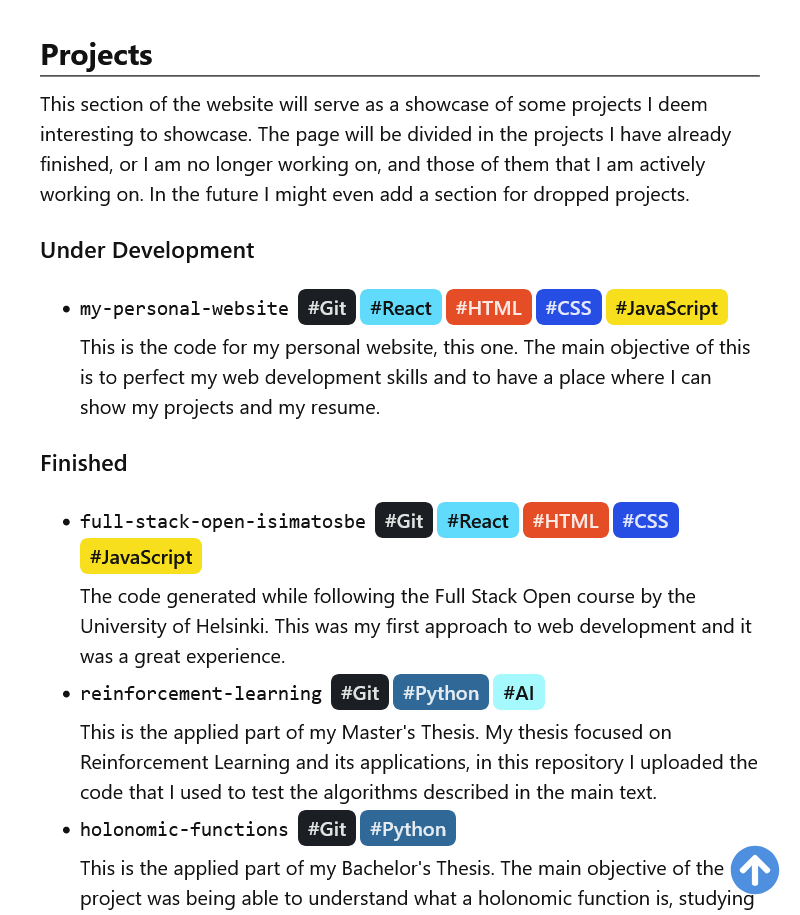 Projects
This section of the website will serve as a showcase of some projects I deem
interesting to showcase. The page will be divided in the projects I have already
finished, or I am no longer working on, and those of them that I am actively
working on. In the future I might even add a section for dropped projects.
Under Development
my-personal-website #Git #React #HTML #CSS #JavaScript
This is the code for my personal website, this one. The main objective of this
is to perfect my web development skills and to have a place where I can
show my projects and my resume.
Finished
full-stack-open-isimatosbe #Git #React #HTML #CSS
#JavaScript
The code generated while following the Full Stack Open course by the
University of Helsinki. This was my first approach to web development and it
was a great experience.
reinforcement-learning #Git #Python #AI
This is the applied part of my Master's Thesis. My thesis focused on
Reinforcement Learning and its applications, in this repository I uploaded the
code that I used to test the algorithms described in the main text.
holonomic-functions #Git #Python
This is the applied part of my Bachelor's Thesis. The main objective of the
project was being able to understand what a holonomic function is, studying